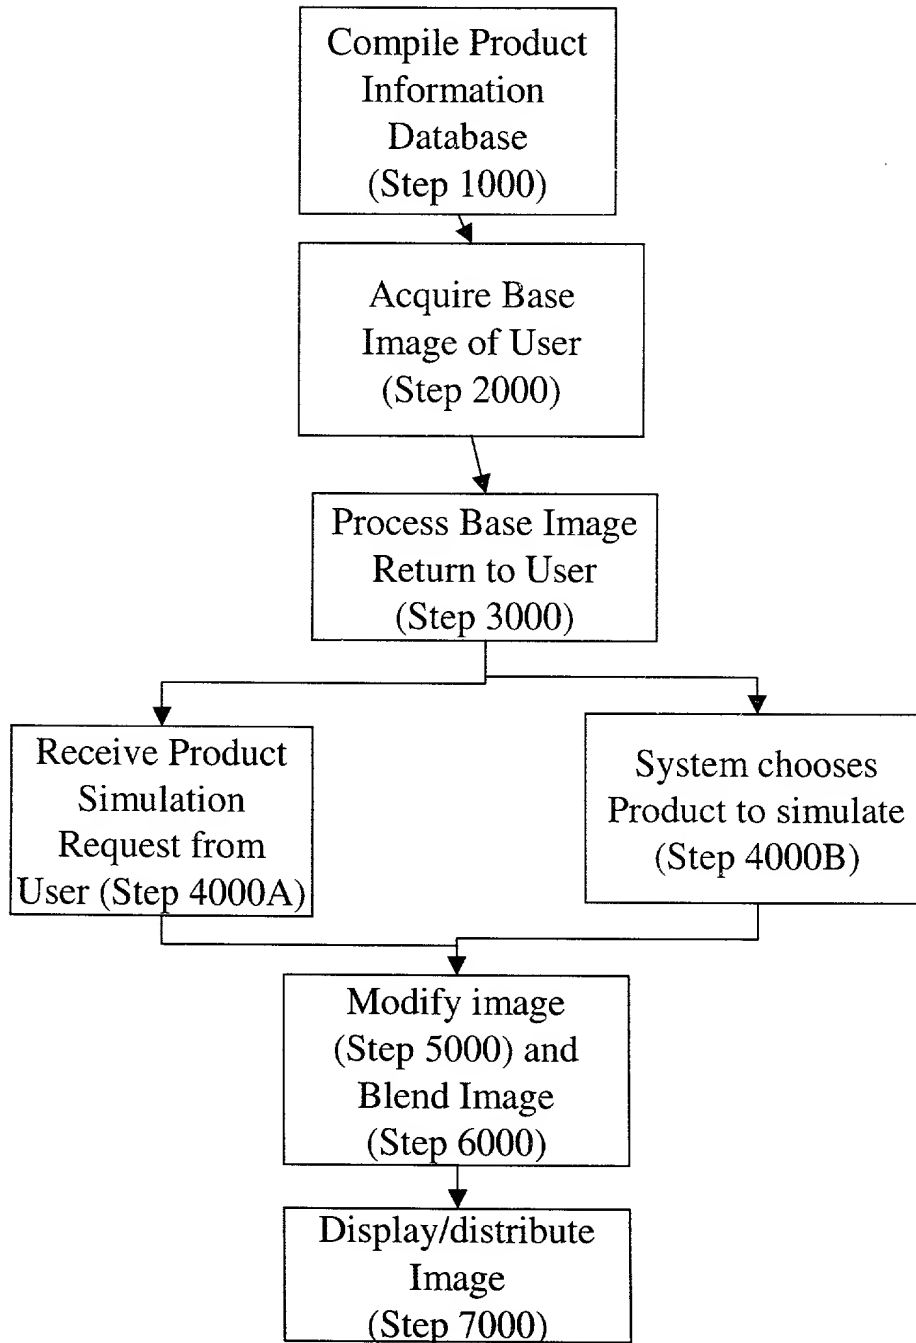 Compile Product
Information
Database
(Step 1000)
Acquire Base
Image of User
(Step 2000)
Process Base Image
Return to User
(Step 3000)
Receive Product
Simulation
Request from
User (Step 4000A)
System chooses
Product to simulate
(Step 4000B)
Modify image
(Step 5000) and
Blend Image
(Step 6000)
Display/distribute
Image
(Step 7000)